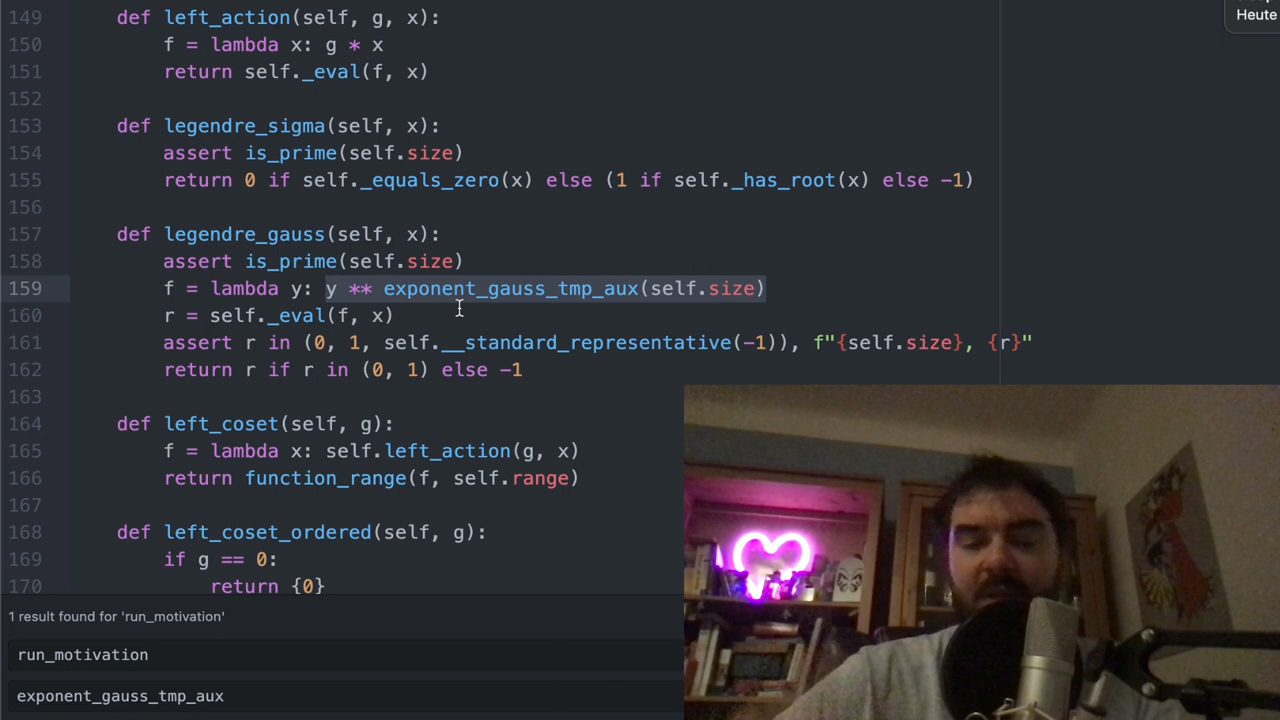 Heute
149 def left_action(self, g, x):
150 f = lambda x: g * x
151 return self._eval(f, x)
152
153 def legendre_sigma(self, x):
154 assert is_prime(self.size)
155 return 0 if self._equals_zero(x) else (1 if self._has_root(x) else -1)
156
157 def legendre_gauss(self, x):
158 assert is_prime(self.size)
159 f = lambda y: y ** exponent_gauss_tmp_aux(self.size)
160 r = self._eval(f, x)
161 assert r in (0, 1, self.__standard_representative(-1)), f"{self.size}, {r}"
162 return r if r in (0, 1) else -1
163
164 def left_coset(self, g):
165 f = lambda x: self.left_action(g, x)
166 return function_range(f, self.range)
167
168 def left_coset_ordered(self, g):
169 if g == 0:
170 return {0}
1 result found for 'run_motivation'
run_motivation
exponent_gauss_tmp_aux